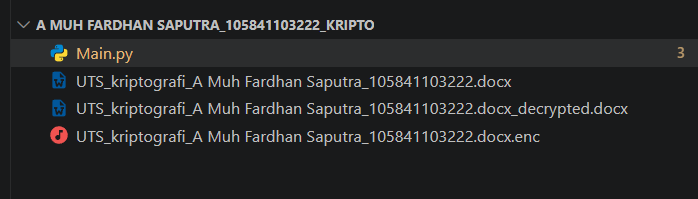 A MUH FARDHAN SAPUTRA_105841103222_KRIPTO
Main.py 3
UTS_kriptografi_A Muh Fardhan Saputra_105841103222.docx
UTS_kriptografi_A Muh Fardhan Saputra_105841103222.docx_decrypted.docx
UTS_kriptografi_A Muh Fardhan Saputra_105841103222.docx.enc